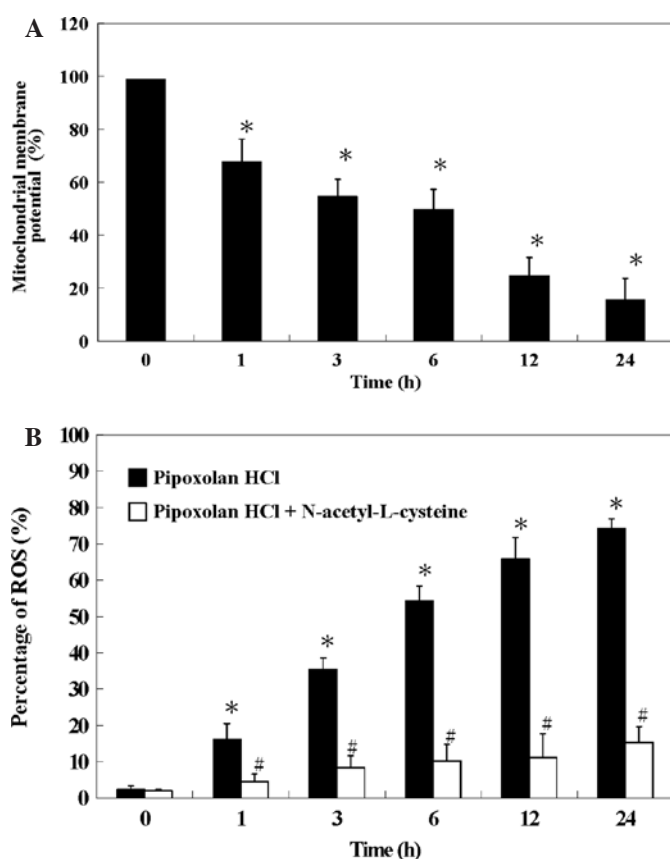 A
120
100
80
60
40
20
0
Mitochondrial membrane
potential (%)
* * * * *
0 1 3 6 12 24
Time (h)
B
100
90
80
70
60
50
40
30
20
10
0
Percentage of ROS (%)
Pipoxolan HCl
Pipoxolan HCl + N-acetyl-L-cysteine
* * * * *
# # # # #
0 1 3 6 12 24
Time (h)